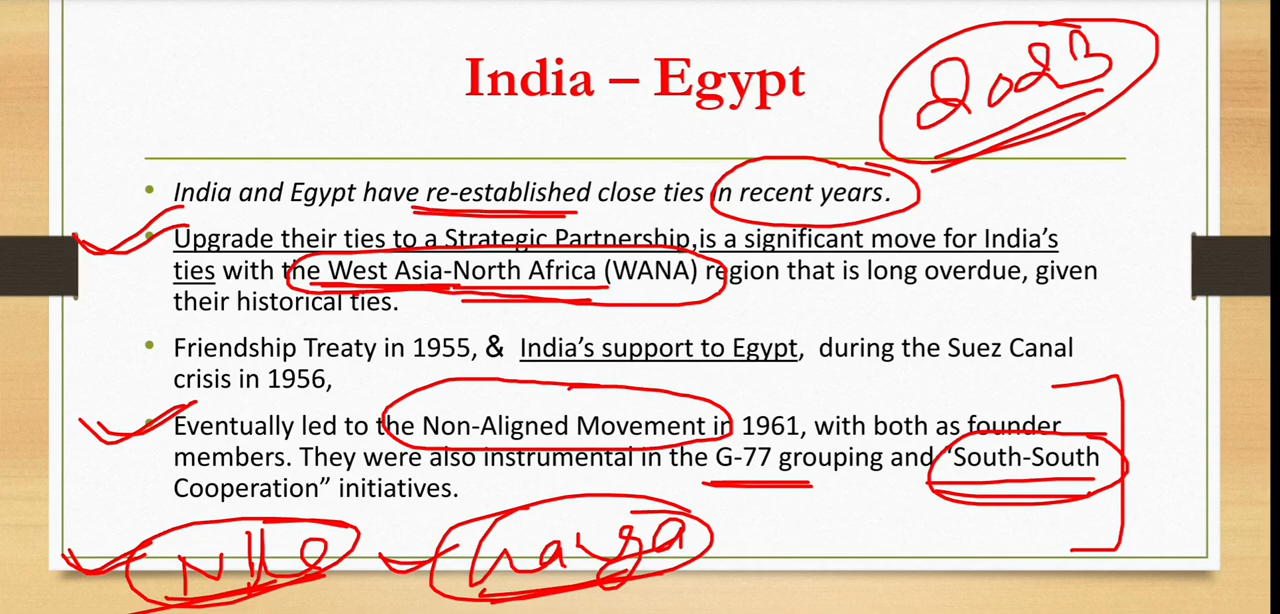 India – Egypt
2023
• India and Egypt have re-established close ties in recent years.
• Upgrade their ties to a Strategic Partnership,is a significant move for India’s
ties with the West Asia-North Africa (WANA) region that is long overdue, given
their historical ties.
• Friendship Treaty in 1955, & India’s support to Egypt, during the Suez Canal
crisis in 1956,
• Eventually led to the Non-Aligned Movement in 1961, with both as founder
members. They were also instrumental in the G-77 grouping and “South-South
Cooperation” initiatives.
Nile